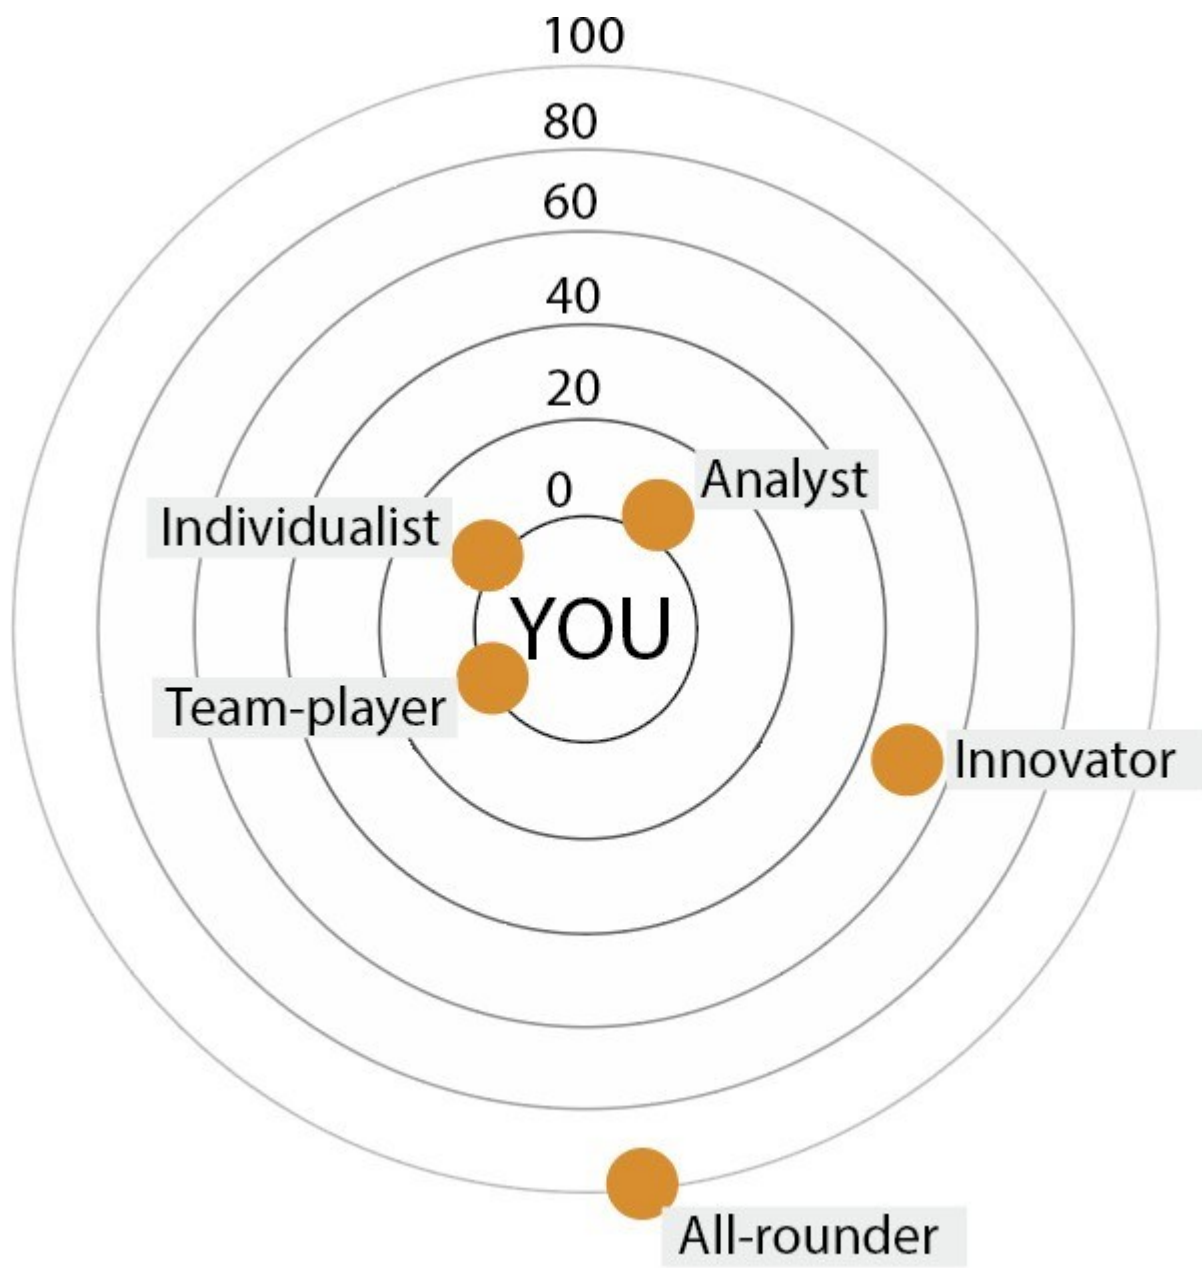 100
80
60
40
20
0
Analyst
Individualist
YOU
Team-player
Innovator
All-rounder